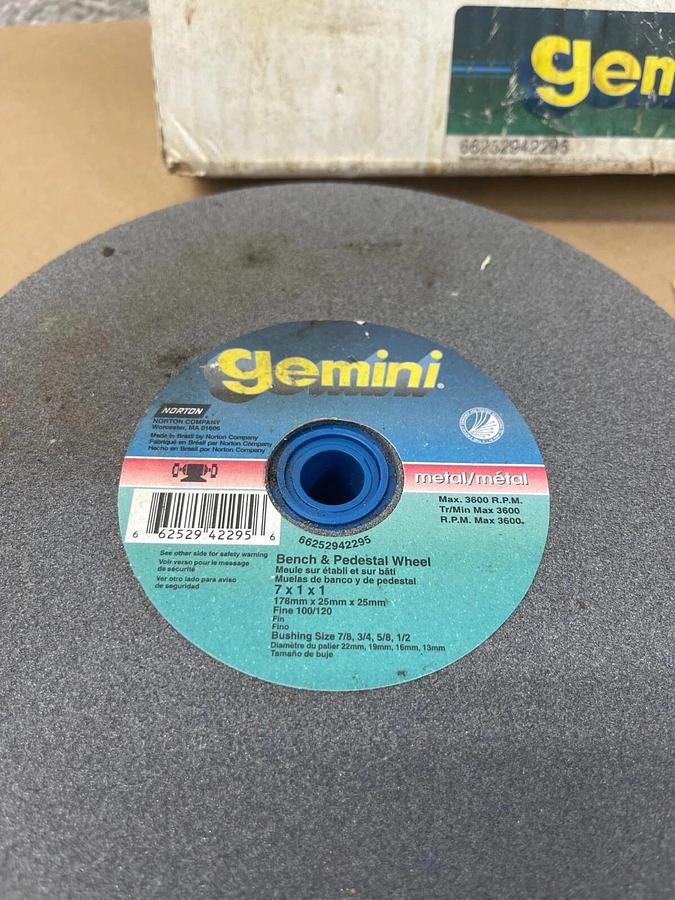 gem
66252942295
gemini
NORTON
NORTON COMPANY
Worcester, MA 01606
Made in Brasil by Norton Company
Fabriqué en Brasil par Norton Company
Hecho en Brasil por Norton Company
metal/métal
Max. 3600 R.P.M.
Tr/Min Max 3600
R.P.M. Max 3600
6 62529 42295 6
66252942295
See other side for safety warning
Voir verso pour le message
de sécurité
Ver otro lado para aviso
de seguridad
Bench & Pedestal Wheel
Meule sur établi et sur bâti
Muelas de banco y de pedestal
7 x 1 x 1
178mm x 25mm x 25mm
Fine 100/120
Fin
Fino
Bushing Size 7/8, 3/4, 5/8, 1/2
Diamètre du palier 22mm, 19mm, 16mm, 13mm
Tamaño de buje